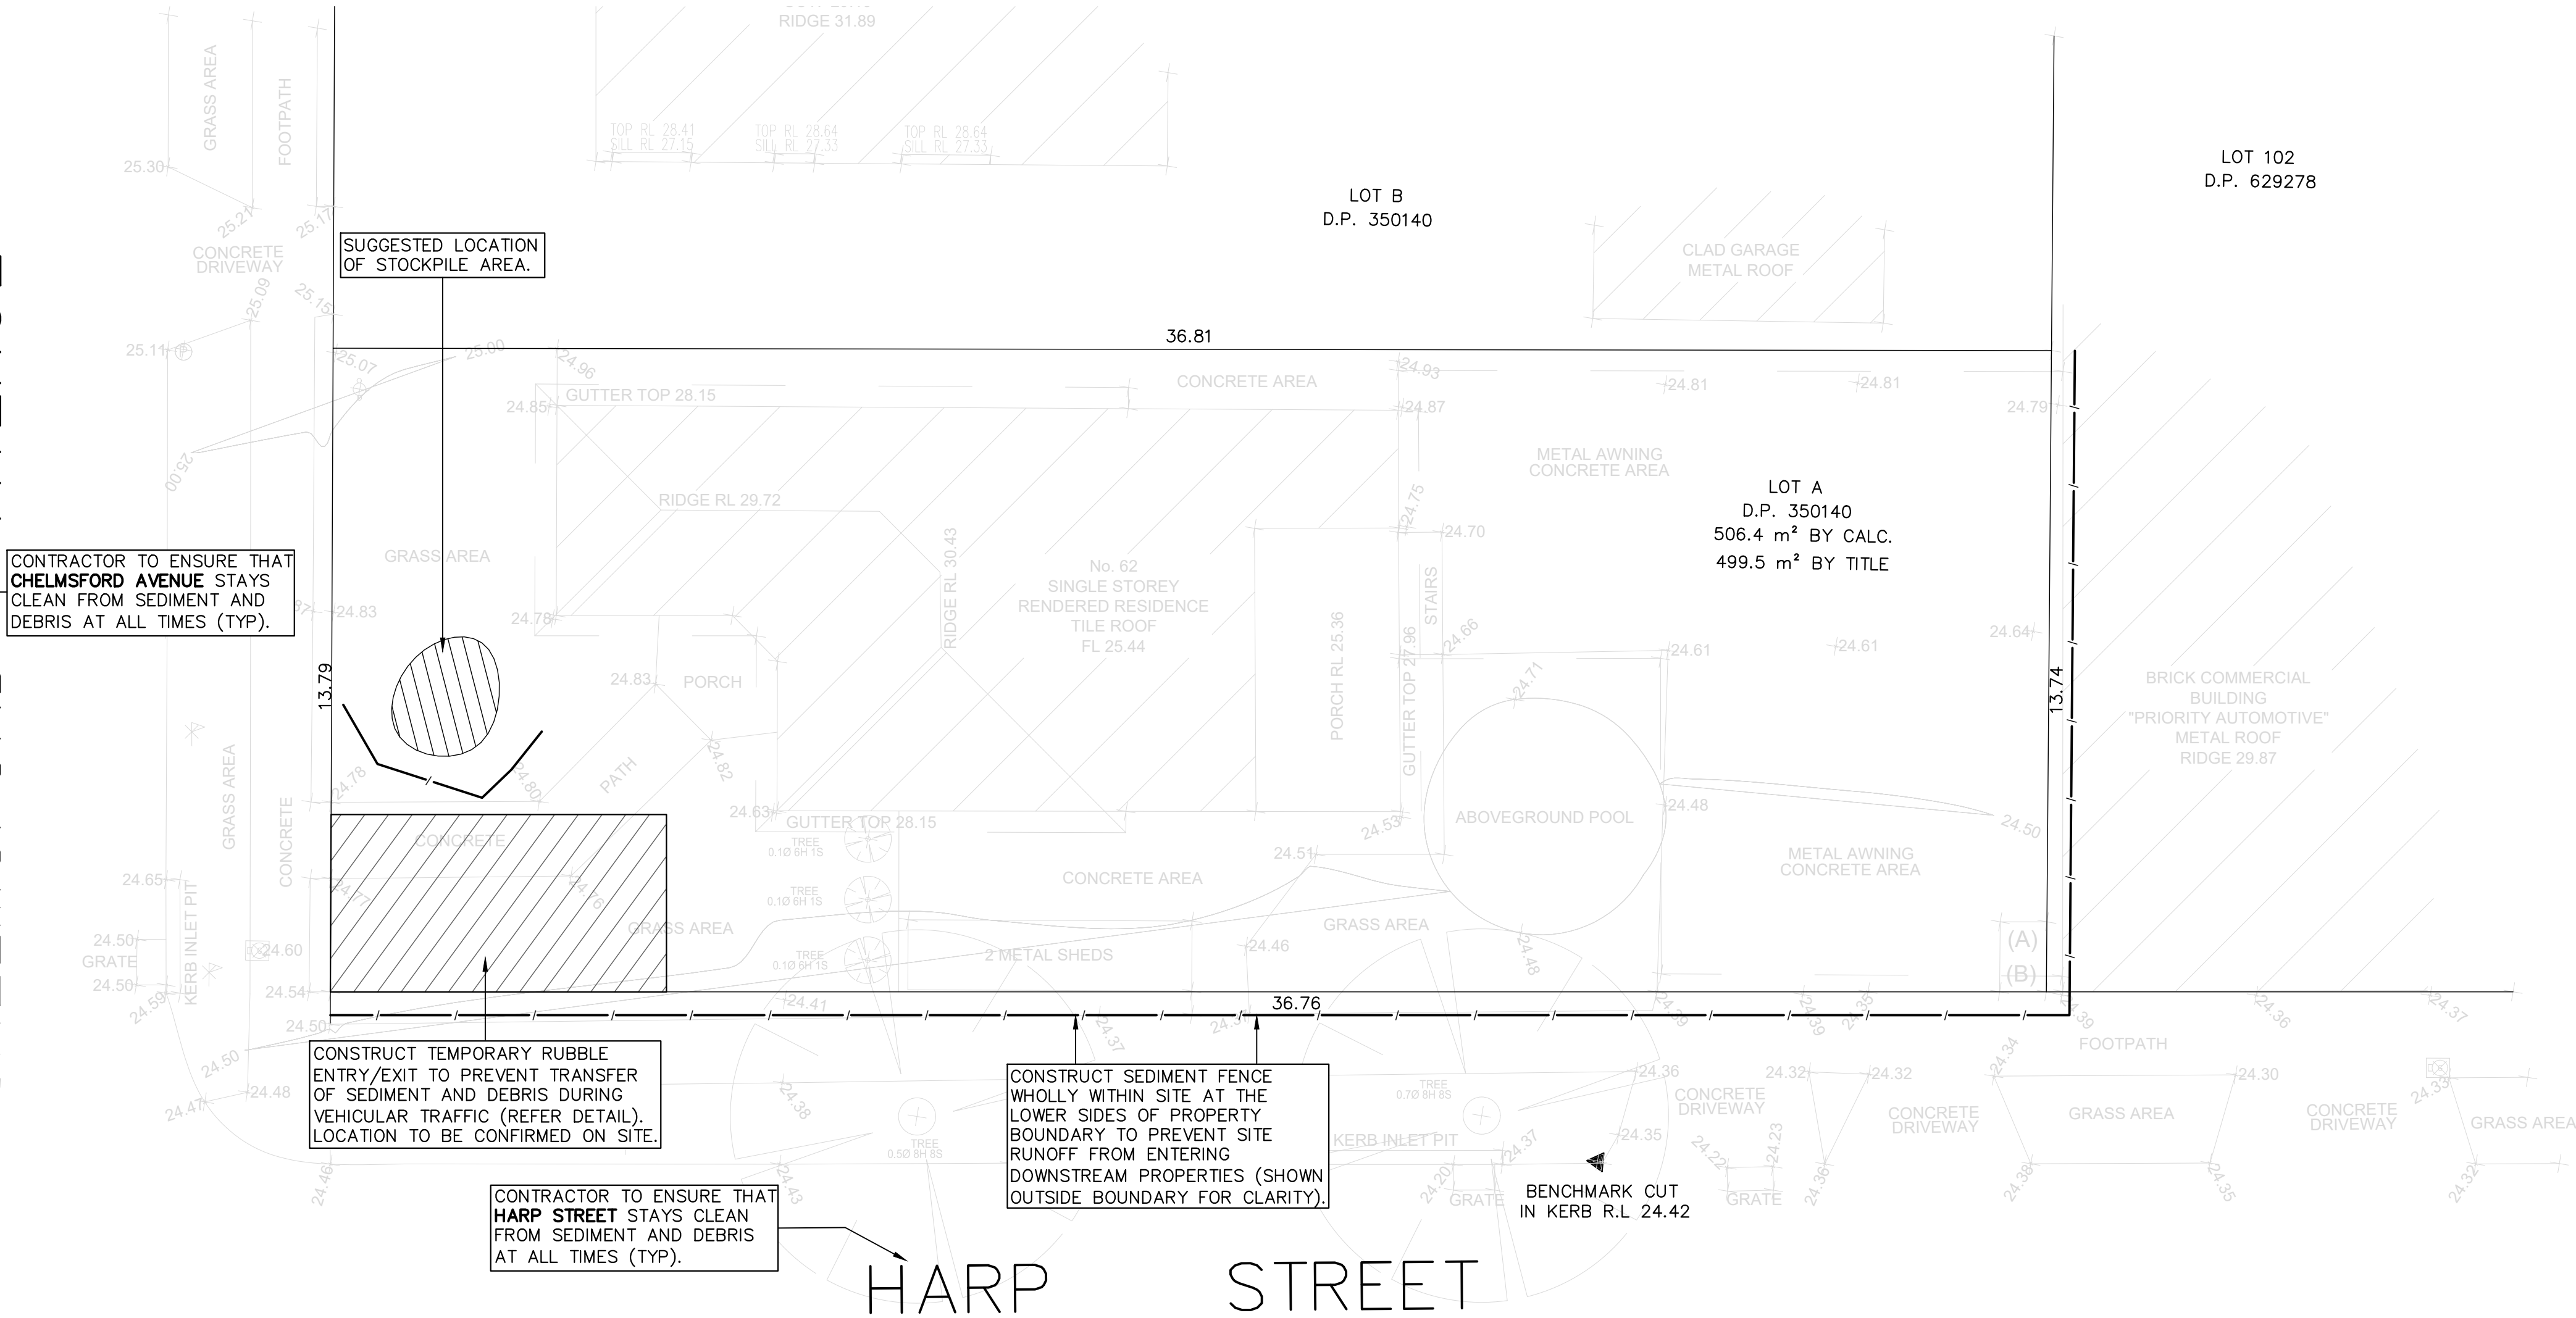 RIDGE 31.89
GRASS AREA
FOOTPATH
TOP RL 28.41
SILL RL 27.15
TOP RL 28.64
SILL RL 27.33
TOP RL 28.64
SILL RL 27.33
LOT 102
D.P. 629278
25.30
LOT B
D.P. 350140
25.21
25.17
SUGGESTED LOCATION
OF STOCKPILE AREA.
CONCRETE
DRIVEWAY
CLAD GARAGE
METAL ROOF
25.09
25.15
36.81
25.11
P
25.07
25.00
24.96
24.93
CONCRETE AREA
24.81
24.81
GUTTER TOP 28.15
24.85
24.87
24.79
25.00
METAL AWNING
CONCRETE AREA
LOT A
D.P. 350140
506.4 m² BY CALC.
499.5 m² BY TITLE
RIDGE RL 29.72
24.75
24.70
RIDGE RL 30.43
GRASS AREA
CONTRACTOR TO ENSURE THAT
CHELMSFORD AVENUE STAYS
CLEAN FROM SEDIMENT AND
DEBRIS AT ALL TIMES (TYP).
No. 62
SINGLE STOREY
RENDERED RESIDENCE
TILE ROOF
FL 25.44
STAIRS
24.83
24.78
24.66
24.61
24.61
24.64
13.79
24.83
PORCH
PORCH RL 25.36
GUTTER TOP 27.96
24.71
13.74
BRICK COMMERCIAL
BUILDING
"PRIORITY AUTOMOTIVE"
METAL ROOF
RIDGE 29.87
24.82
24.78
24.80
PATH
GRASS AREA
CONCRETE
24.63
GUTTER TOP 28.15
24.53
ABOVEGROUND POOL
24.48
24.50
CONCRETE
TREE
0.1Ø 6H 1S
24.51
METAL AWNING
CONCRETE AREA
24.65
KERB INLET PIT
24.77
24.76
TREE
0.1Ø 6H 1S
CONCRETE AREA
GRASS AREA
GRASS AREA
24.50
GRATE
24.50
24.60
TREE
0.1Ø 6H 1S
2 METAL SHEDS
24.46
24.48
(A)
(B)
24.59
24.54
24.41
36.76
24.39
24.39
24.35
24.39
24.36
24.37
24.50
24.37
24.50
CONSTRUCT TEMPORARY RUBBLE
ENTRY/EXIT TO PREVENT TRANSFER
OF SEDIMENT AND DEBRIS DURING
VEHICULAR TRAFFIC (REFER DETAIL).
LOCATION TO BE CONFIRMED ON SITE.
CONSTRUCT SEDIMENT FENCE
WHOLLY WITHIN SITE AT THE
LOWER SIDES OF PROPERTY
BOUNDARY TO PREVENT SITE
RUNOFF FROM ENTERING
DOWNSTREAM PROPERTIES (SHOWN
OUTSIDE BOUNDARY FOR CLARITY).
24.34
FOOTPATH
24.48
24.47
24.38
TREE
0.7Ø 8H 8S
24.36
24.32
24.32
24.30
24.33
CONCRETE
DRIVEWAY
CONCRETE
DRIVEWAY
GRASS AREA
CONCRETE
DRIVEWAY
GRASS AREA
TREE
0.5Ø 8H 8S
KERB INLET PIT
24.37
24.35
24.22
24.23
24.46
24.43
24.20
GRATE
GRATE
24.36
24.38
24.35
24.32
BENCHMARK CUT
IN KERB R.L 24.42
CONTRACTOR TO ENSURE THAT
HARP STREET STAYS CLEAN
FROM SEDIMENT AND DEBRIS
AT ALL TIMES (TYP).
HARP STREET